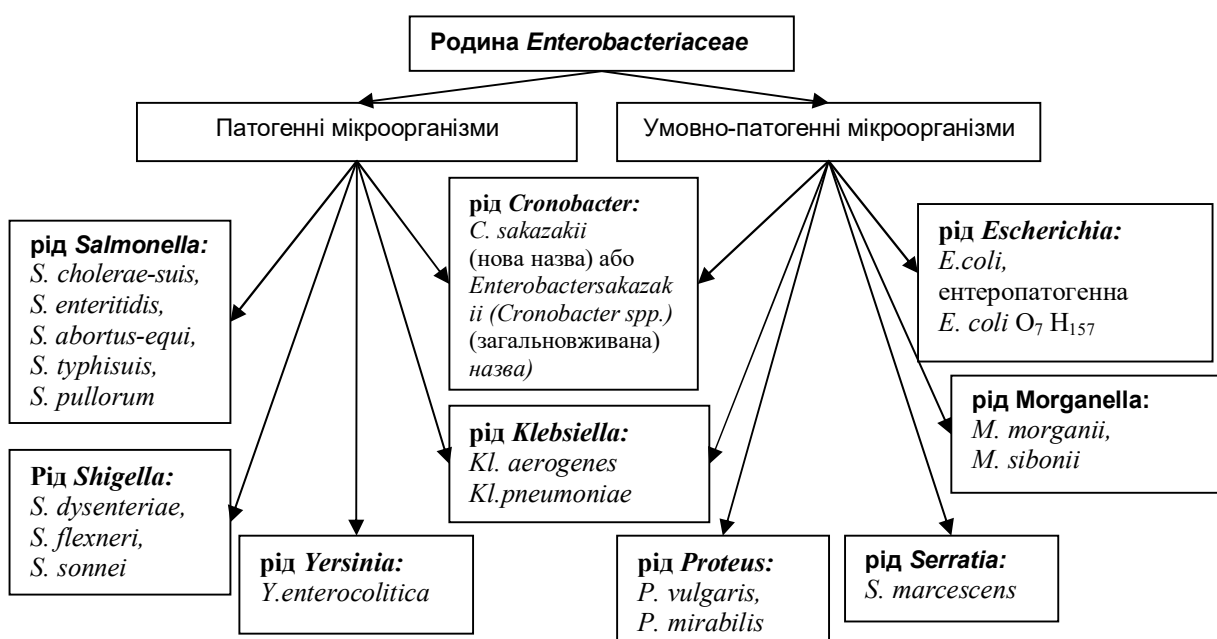 Родина Enterobacteriaceae
Патогенні мікроорганізми
Умовно-патогенні мікроорганізми
рід Salmonella:
S. cholerae-suis,
S. enteritidis,
S. abortus-equi,
S. typhisuis,
S. pullorum
рід Cronobacter:
C. sakazakii
(нова назва) або
Enterobactersakazak
ii (Cronobacter spp.)
(загальновживана)
назва)
рід Escherichia:
E.coli,
ентеропатогенна
E. coli O₇ H₁₅₇
Рід Shigella:
S. dysenteriae,
S. flexneri,
S. sonnei
рід Klebsiella:
Kl. aerogenes
Kl.pneumoniae
рід Morganella:
M. morganii,
M. sibonii
рід Yersinia:
Y.enterocolitica
рід Proteus:
P. vulgaris,
P. mirabilis
рід Serratia:
S. marcescens